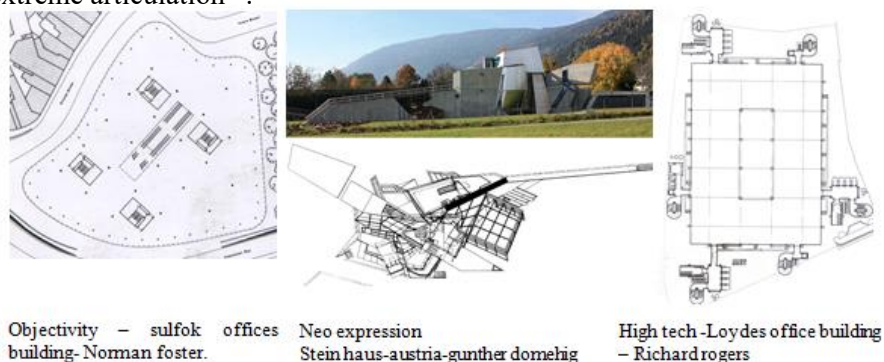 extreme articulation
Objectivity – sulfok offices
building- Norman foster.
Neo expression
Stein haus-austria-gunther domehig
High tech -Loydes office building
– Richard rogers